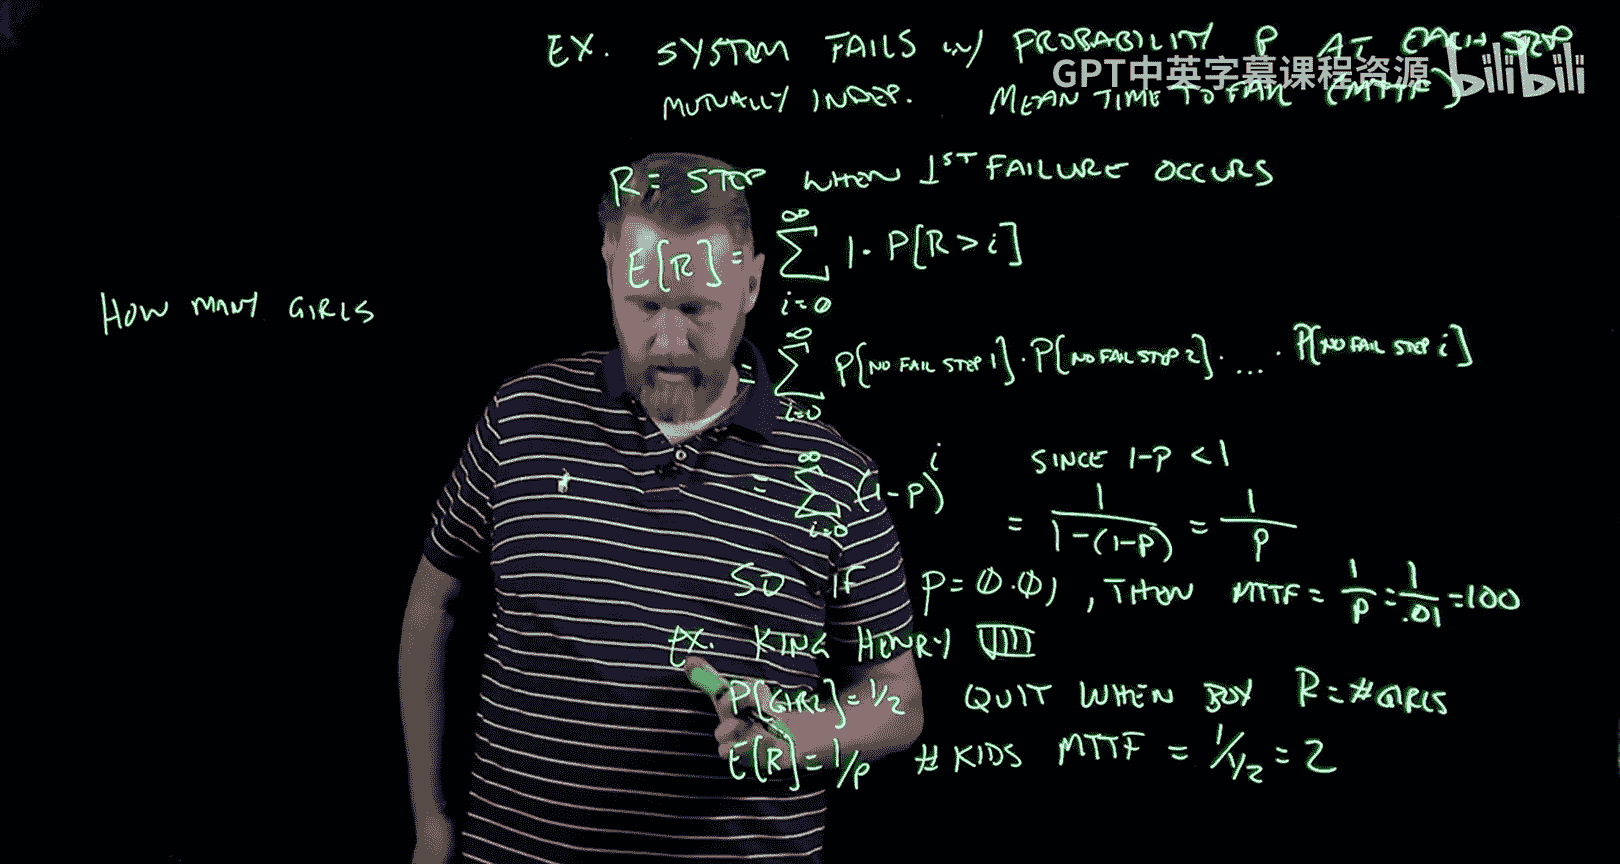 EX. SYSTEM FAILS w/ PROBABILITY P AT EACH STEP
GPT中英字幕课程资源 bilibili
MUTUALLY INDEP. MEAN TIME TO FAIL (MTTF)
R = STEP WHEN 1ST FAILURE OCCURS
E[R] = ∞ ∑ i=0 1· P[R > i]
HOW MANY GIRLS
= ∞ ∑ i=0 P[NO FAIL STEP 1] · P[NO FAIL STEP 2] · ... · P[NO FAIL STEP i]
= ∞ ∑ i=0 (1-P)^i SINCE 1-P < 1
= 1/(1-(1-P)) = 1/P
SO IF P = 0.01, THEN MTTF = 1/P = 1/.01 = 100
EX. KING HENRY VIII
P[GIRL] = 1/2 QUIT WHEN BOY R = # GIRLS
E[R] = 1/P # KIDS MTTF = 1/1/2 = 2